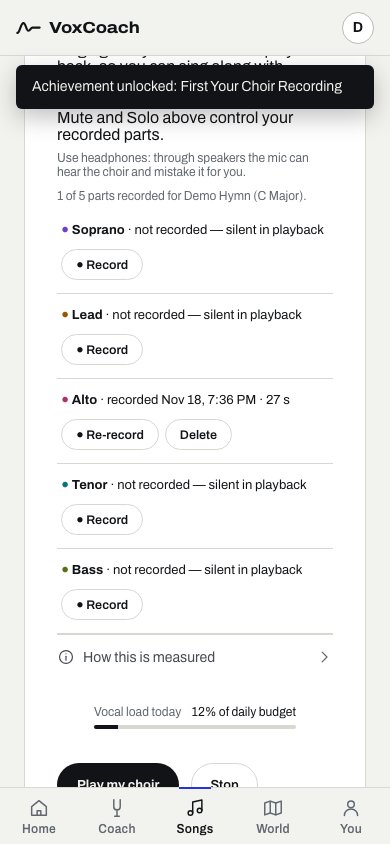 VoxCoach
D
Achievement unlocked: First Your Choir Recording
Mute and Solo above control your
recorded parts.
Use headphones: through speakers the mic can
hear the choir and mistake it for you.
1 of 5 parts recorded for Demo Hymn (C Major).
Soprano · not recorded — silent in playback
● Record
Lead · not recorded — silent in playback
● Record
Alto · recorded Nov 18, 7:36 PM · 27 s
● Re-record Delete
Tenor · not recorded — silent in playback
● Record
Bass · not recorded — silent in playback
● Record
How this is measured
Vocal load today 12% of daily budget
Play my choir Stop
Home Coach Songs World You